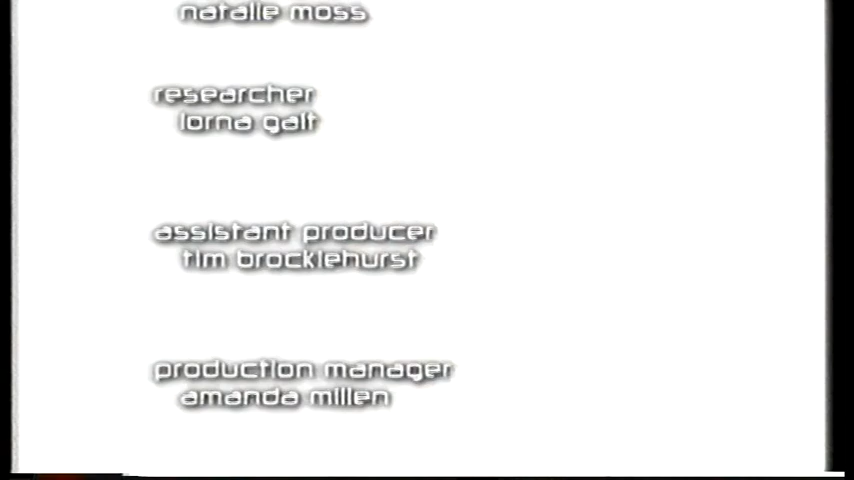 natalie moss
researcher
lorna galt
assistant producer
tim brocklehurst
production manager
amanda millen